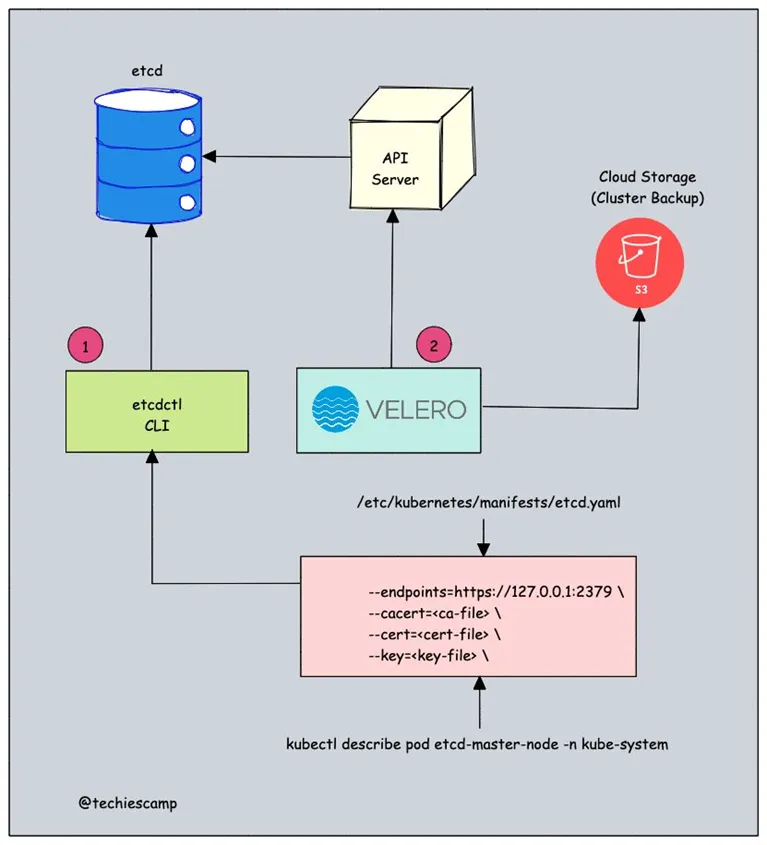 etcd
API
Server
Cloud Storage
(Cluster Backup)
S3
1
2
etcdctl
CLI
VELERO
/etc/kubernetes/manifests/etcd.yaml
--endpoints=https://127.0.0.1:2379 \
--cacert=<ca-file> \
--cert=<cert-file> \
--key=<key-file> \
kubectl describe pod etcd-master-node -n kube-system
@techiescamp